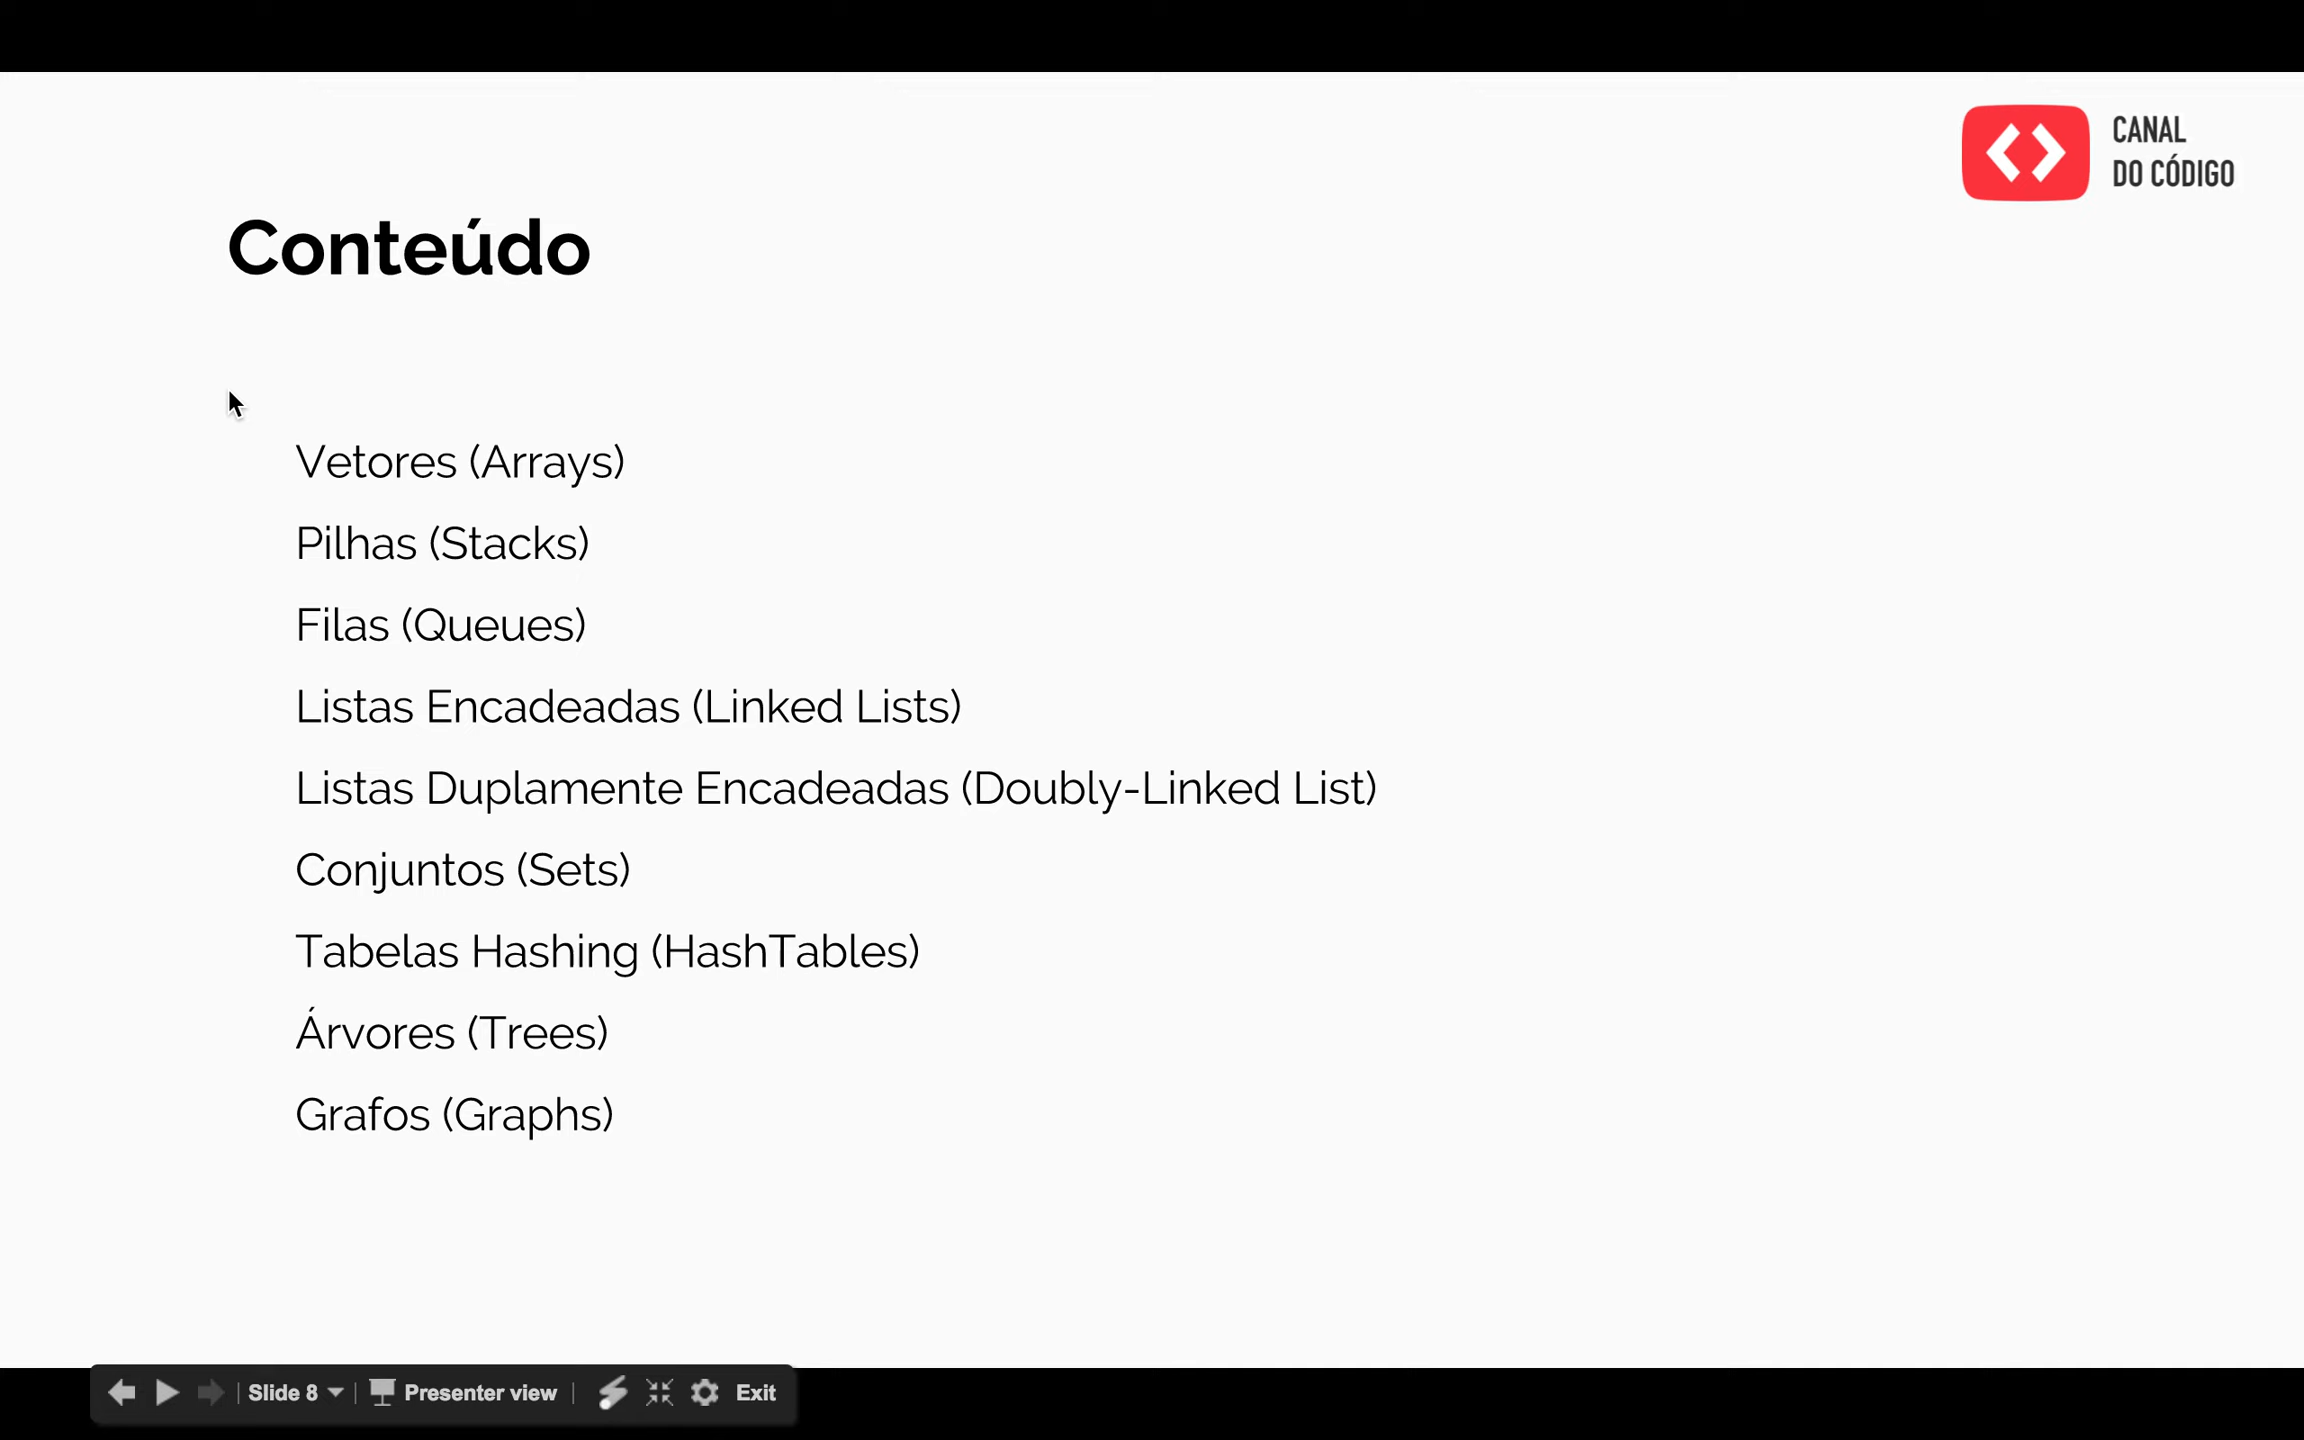 CANAL
DO CÓDIGO
Conteúdo
Vetores (Arrays)
Pilhas (Stacks)
Filas (Queues)
Listas Encadeadas (Linked Lists)
Listas Duplamente Encadeadas (Doubly-Linked List)
Conjuntos (Sets)
Tabelas Hashing (HashTables)
Árvores (Trees)
Grafos (Graphs)
Slide 8 Presenter view Exit